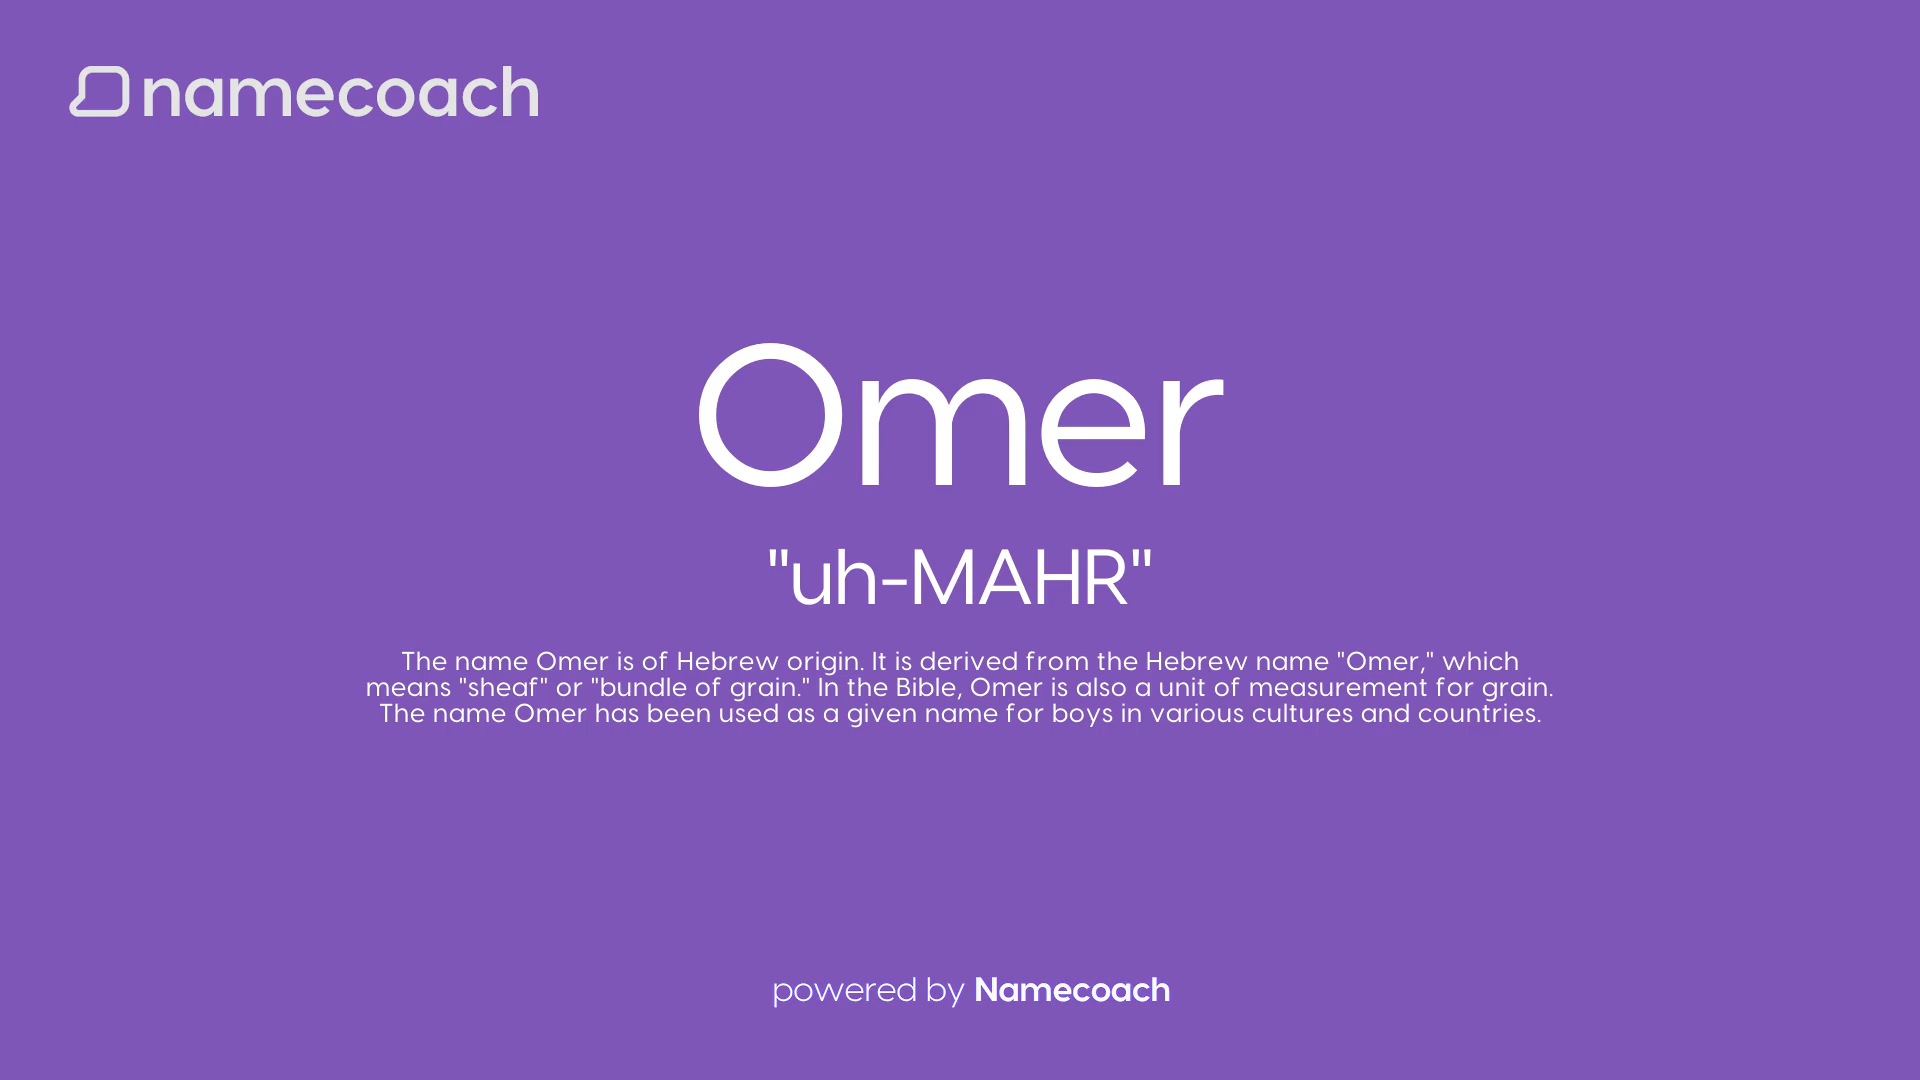 namecoach
Omer
"uh-MAHR"
The name Omer is of Hebrew origin. It is derived from the Hebrew name "Omer," which
means "sheaf" or "bundle of grain." In the Bible, Omer is also a unit of measurement for grain.
The name Omer has been used as a given name for boys in various cultures and countries.
powered by Namecoach